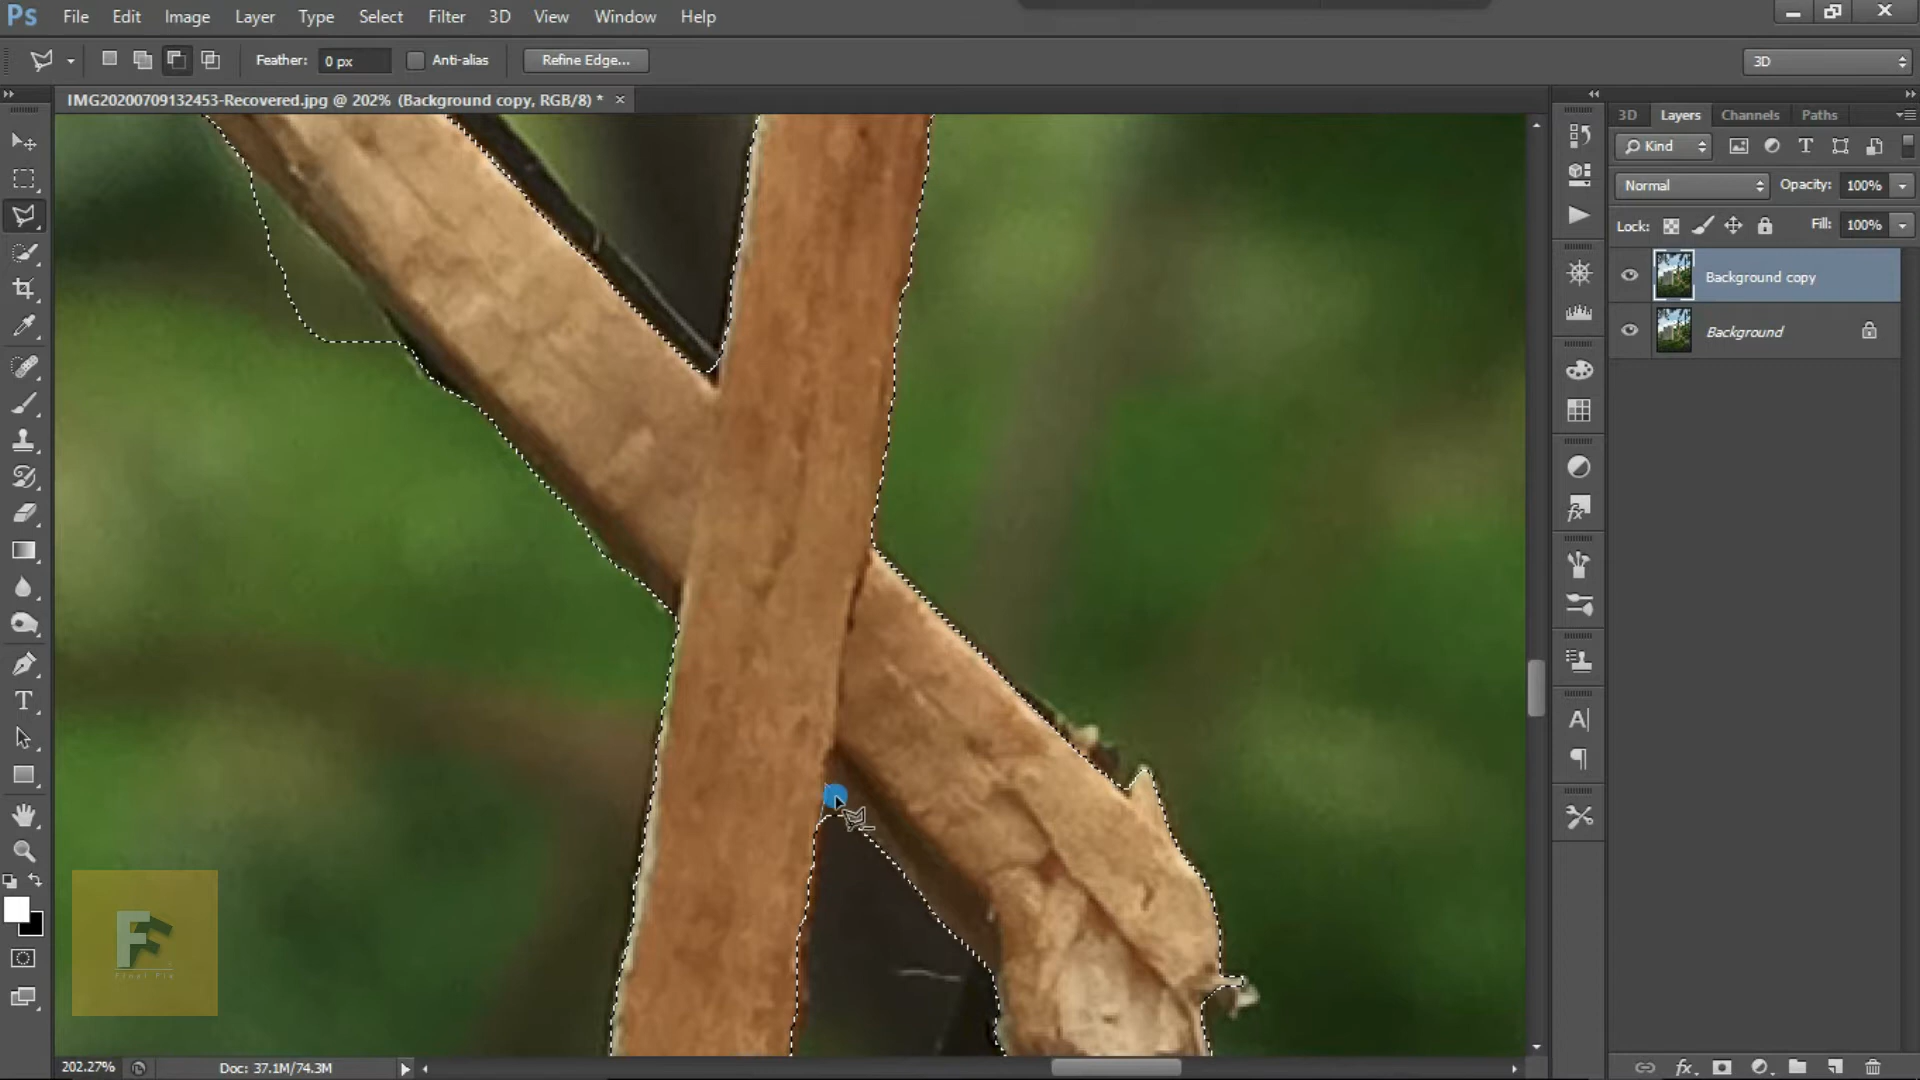 Ps File Edit Image Layer Type Select Filter 3D View Window Help
Feather: 0 px Anti-alias Refine Edge... 3D
IMG20200709132453-Recovered.jpg @ 202% (Background copy, RGB/8) * ×
3D Layers Channels Paths
Kind
Normal Opacity: 100%
Lock: Fill: 100%
Background copy
Background
202.27% Doc: 37.1M/74.3M